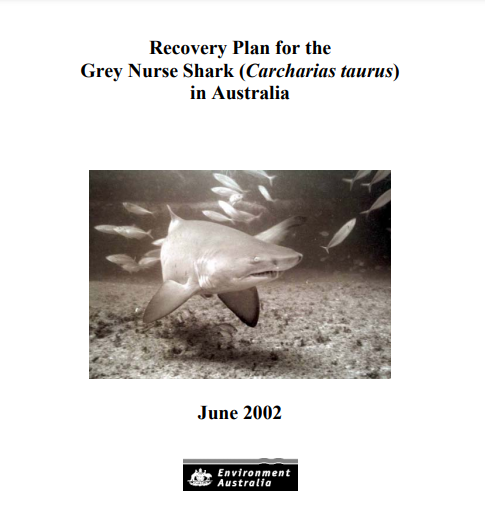 Recovery Plan for the
Grey Nurse Shark (Carcharias taurus)
in Australia
June 2002
Environment
Australia